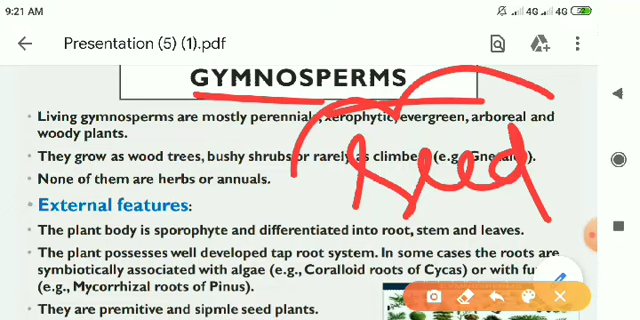 9:21 AM 4G 4G 52
Presentation (5) (1).pdf
GYMNOSPERMS
• Living gymnosperms are mostly perennials, xerophytic, evergreen, arboreal and
woody plants.
• They grow as wood trees, bushy shrubs or rarely as climbers (e.g., Gnetales).
• None of them are herbs or annuals.
Seed
• External features:
• The plant body is sporophyte and differentiated into root, stem and leaves.
• The plant possesses well developed tap root system. In some cases the roots are
symbiotically associated with algae (e.g., Coralloid roots of Cycas) or with
(e.g., Mycorrhizal roots of Pinus).
• They are premitive and sipmle seed plants.